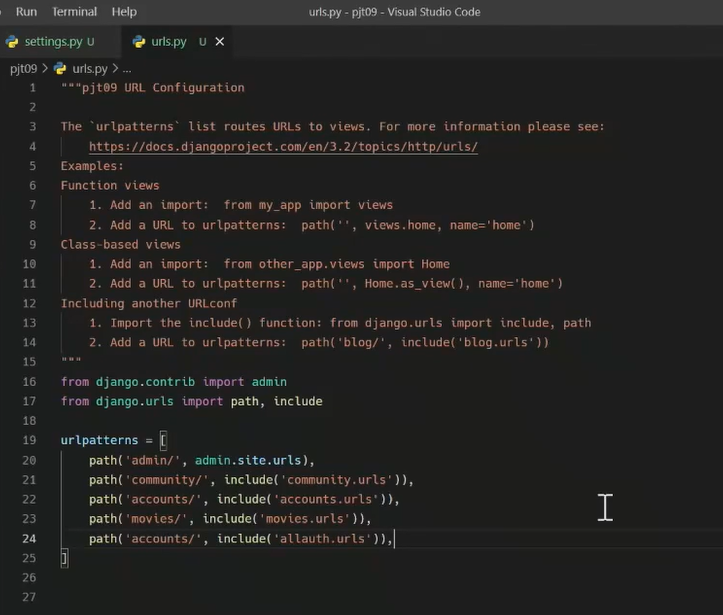 Run Terminal Help urls.py - pjt09 - Visual Studio Code
settings.py U urls.py U ×
pjt09 > urls.py > ...
1 """pjt09 URL Configuration
2
3 The `urlpatterns` list routes URLs to views. For more information please see:
4     https://docs.djangoproject.com/en/3.2/topics/http/urls/
5 Examples:
6 Function views
7     1. Add an import:  from my_app import views
8     2. Add a URL to urlpatterns:  path('', views.home, name='home')
9 Class-based views
10     1. Add an import:  from other_app.views import Home
11     2. Add a URL to urlpatterns:  path('', Home.as_view(), name='home')
12 Including another URLconf
13     1. Import the include() function: from django.urls import include, path
14     2. Add a URL to urlpatterns:  path('blog/', include('blog.urls'))
15 """
16 from django.contrib import admin
17 from django.urls import path, include
18
19 urlpatterns = [
20     path('admin/', admin.site.urls),
21     path('community/', include('community.urls')),
22     path('accounts/', include('accounts.urls')),
23     path('movies/', include('movies.urls')),
24     path('accounts/', include('allauth.urls')),
25 ]
26
27